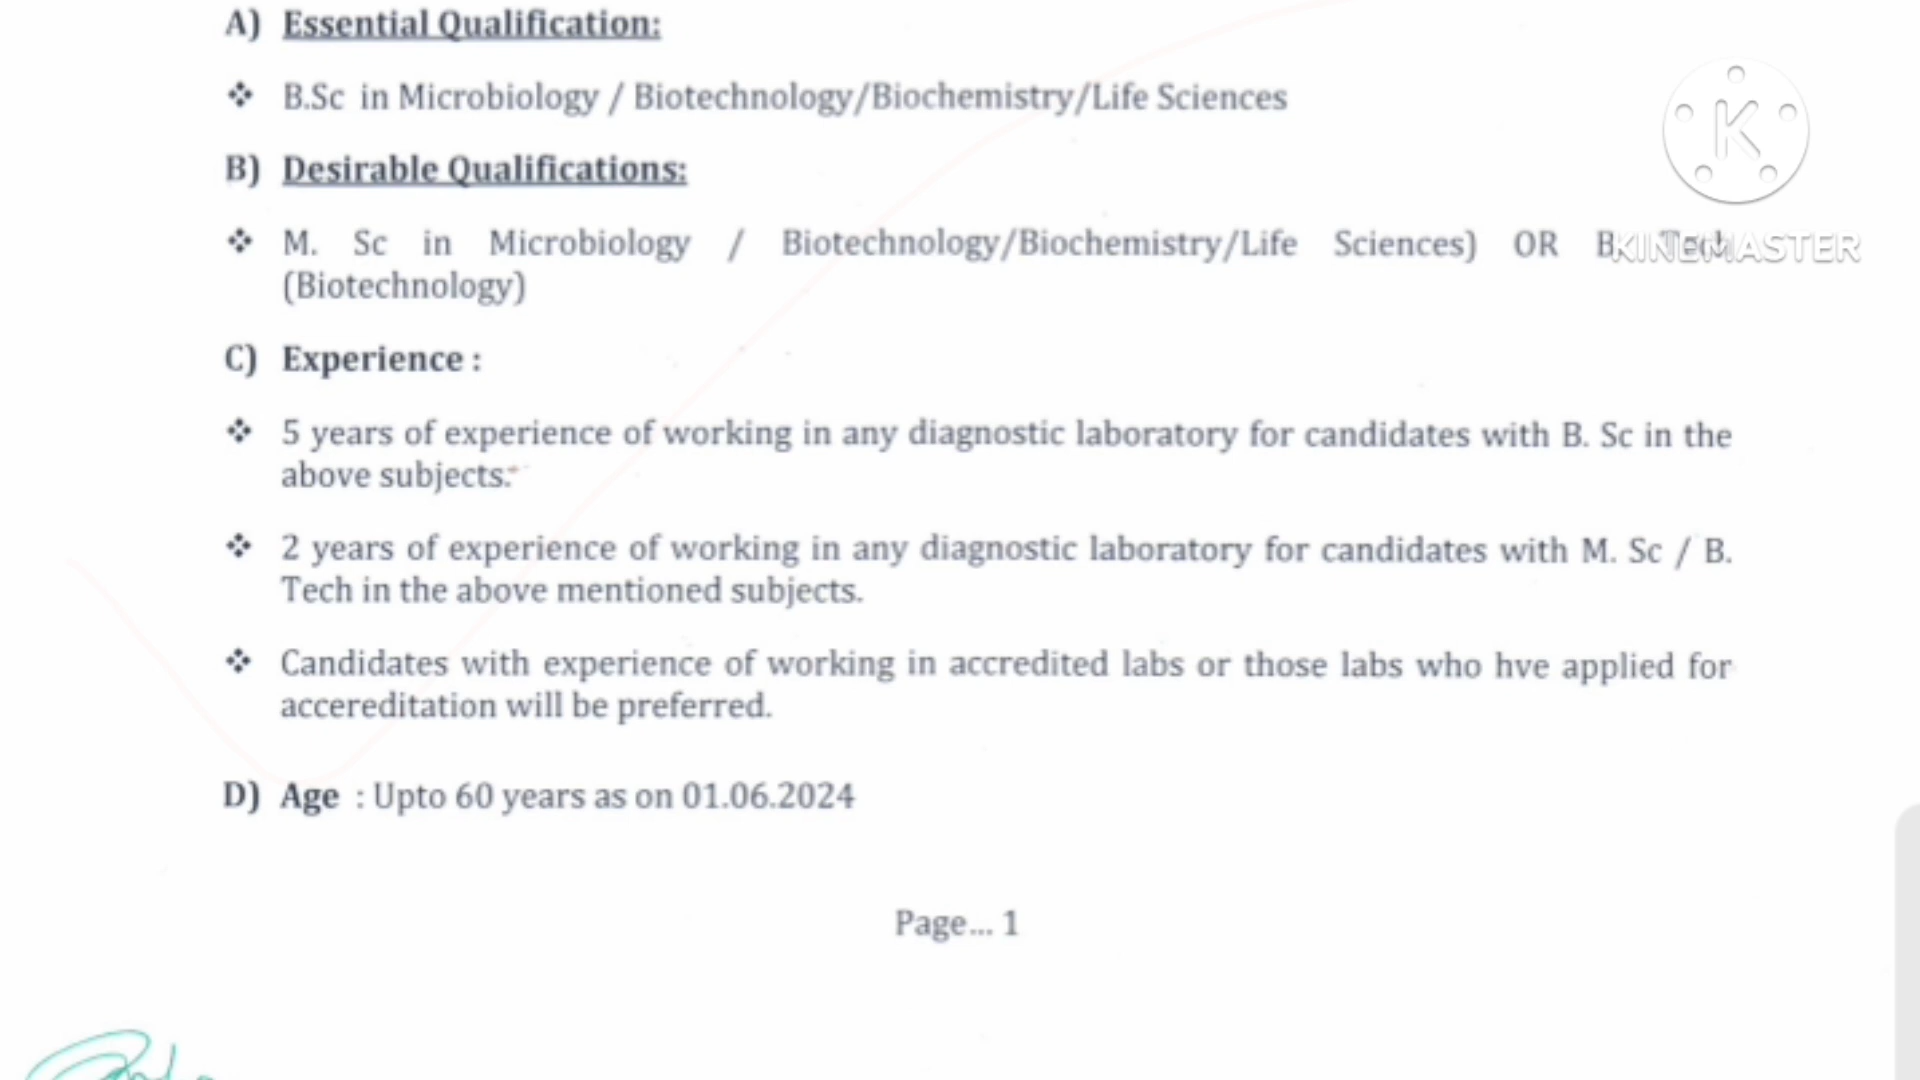 A) Essential Qualification:
❖ B.Sc in Microbiology / Biotechnology/Biochemistry/Life Sciences
B) Desirable Qualifications:
❖ M. Sc in Microbiology / Biotechnology/Biochemistry/Life Sciences) OR B. Tech
(Biotechnology)
C) Experience :
❖ 5 years of experience of working in any diagnostic laboratory for candidates with B. Sc in the
above subjects.
❖ 2 years of experience of working in any diagnostic laboratory for candidates with M. Sc / B.
Tech in the above mentioned subjects.
❖ Candidates with experience of working in accredited labs or those labs who hve applied for
accereditation will be preferred.
D) Age : Upto 60 years as on 01.06.2024
Page... 1
K
KINEMASTER